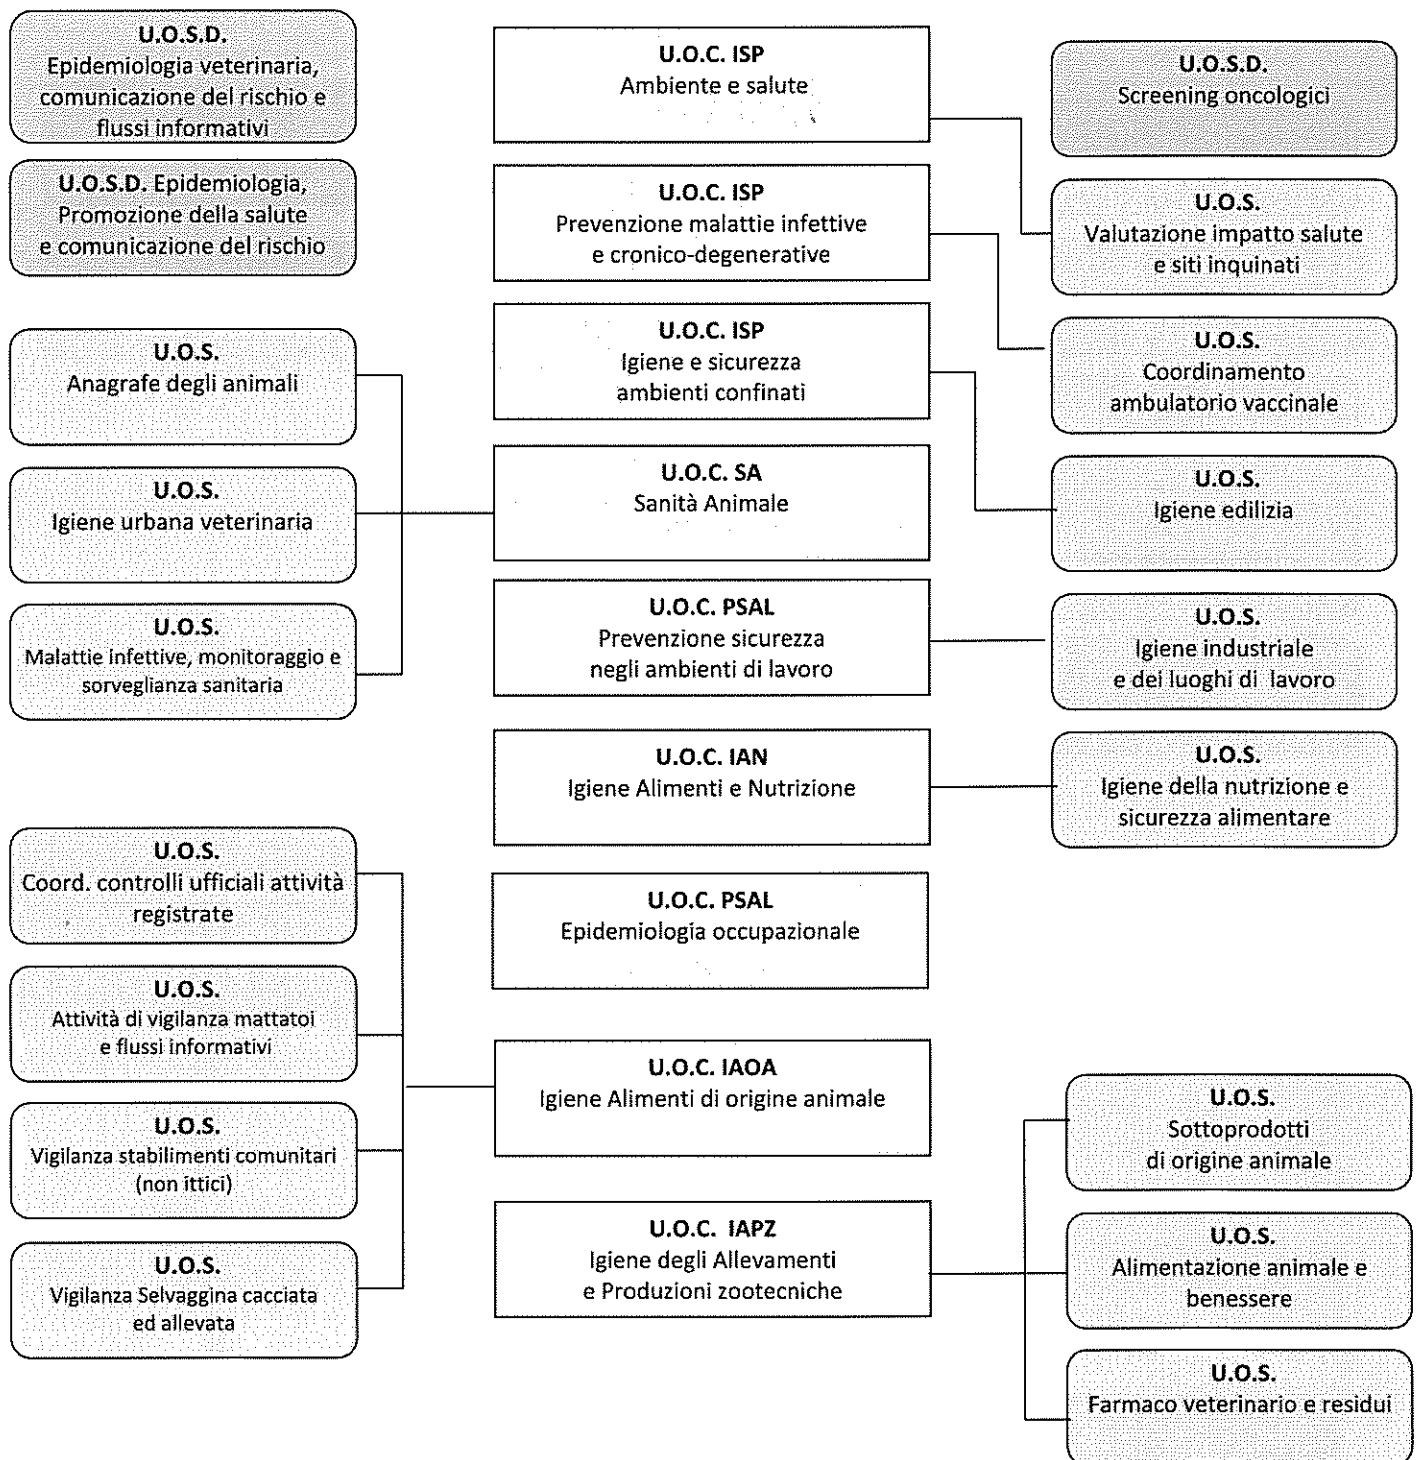 U.O.S.D.
Epidemiologia veterinaria,
comunicazione del rischio e
flussi informativi
U.O.S.D. Epidemiologia,
Promozione della salute
e comunicazione del rischio
U.O.S.
Anagrafe degli animali
U.O.S.
Igiene urbana veterinaria
U.O.S.
Malattie infettive, monitoraggio e
sorveglianza sanitaria
U.O.S.
Coord. controlli ufficiali attività
registrate
U.O.S.
Attività di vigilanza mattatoi
e flussi informativi
U.O.S.
Vigilanza stabilimenti comunitari
(non ittici)
U.O.S.
Vigilanza Selvaggina cacciata
ed allevata
U.O.C. ISP
Ambiente e salute
U.O.C. ISP
Prevenzione malattie infettive
e cronico-degenerative
U.O.C. ISP
Igiene e sicurezza
ambienti confinati
U.O.C. SA
Sanità Animale
U.O.C. PSAL
Prevenzione sicurezza
negli ambienti di lavoro
U.O.C. IAN
Igiene Alimenti e Nutrizione
U.O.C. PSAL
Epidemiologia occupazionale
U.O.C. IAOA
Igiene Alimenti di origine animale
U.O.C. IAPZ
Igiene degli Allevamenti
e Produzioni zootecniche
U.O.S.D.
Screening oncologici
U.O.S.
Valutazione impatto salute
e siti inquinati
U.O.S.
Coordinamento
ambulatorio vaccinale
U.O.S.
Igiene edilizia
U.O.S.
Igiene industriale
e dei luoghi di lavoro
U.O.S.
Igiene della nutrizione e
sicurezza alimentare
U.O.S.
Sottoprodotti
di origine animale
U.O.S.
Alimentazione animale e
benessere
U.O.S.
Farmaco veterinario e residui